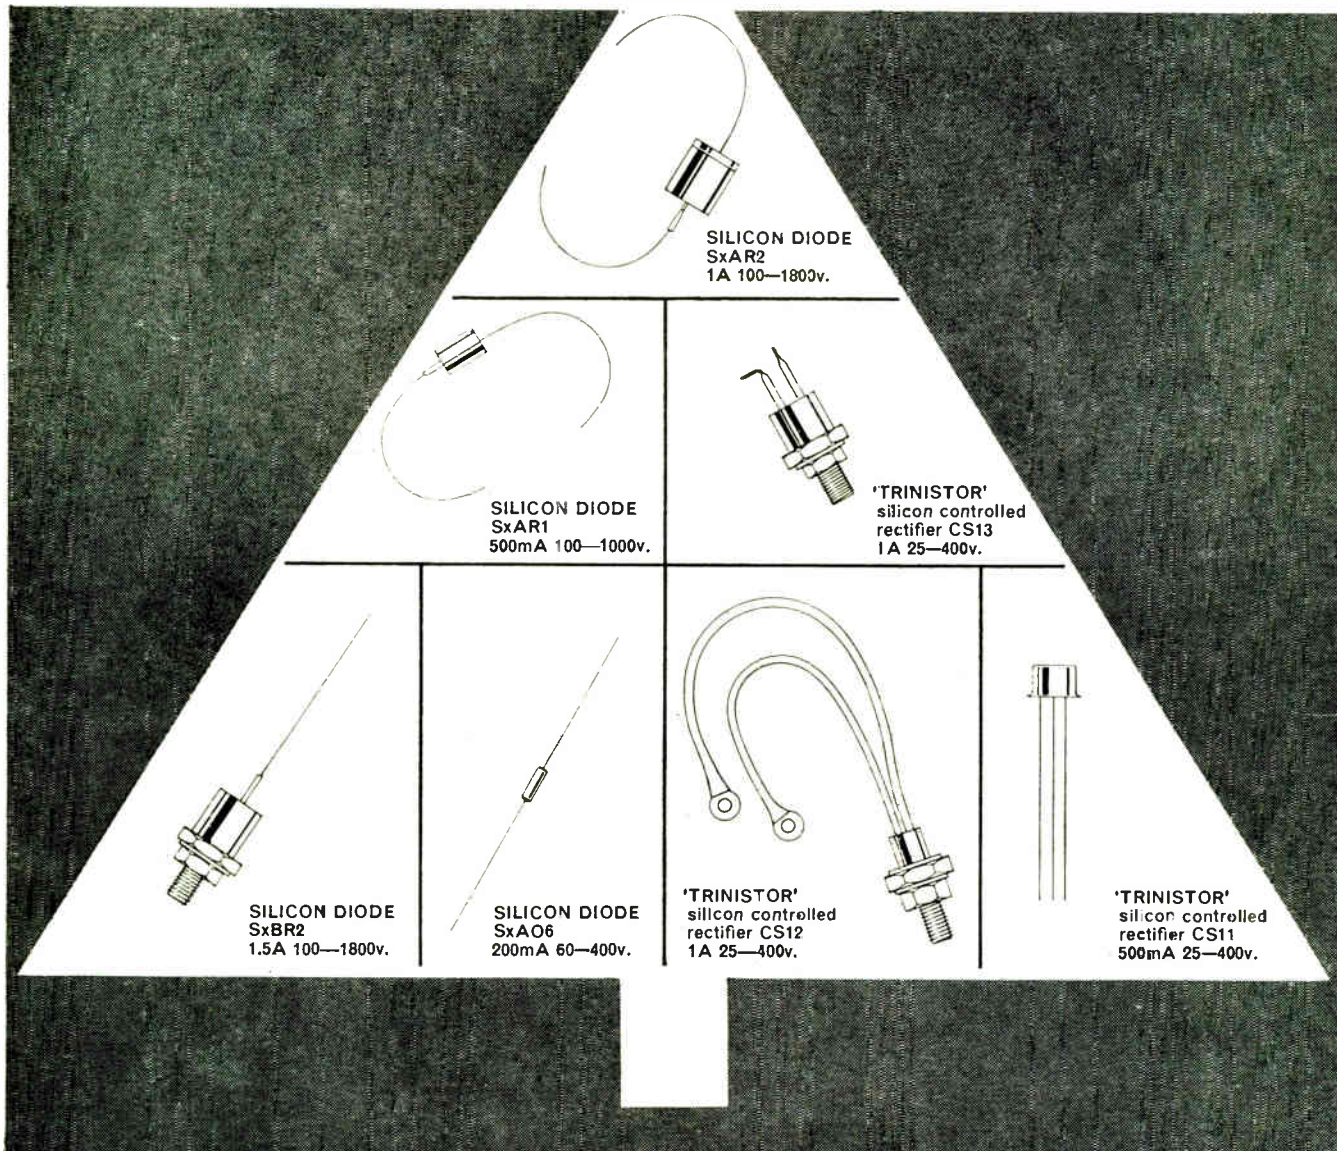 SILICON DIODE
SxAR2
1A 100—1800v.
SILICON DIODE
SxAR1
500mA 100—1000v.
'TRINISTOR'
silicon controlled
rectifier CS13
1A 25—400v.
SILICON DIODE
SxBR2
1.5A 100—1800v.
SILICON DIODE
SxAO6
200mA 60—400v.
'TRINISTOR'
silicon controlled
rectifier CS12
1A 25—400v.
'TRINISTOR'
silicon controlled
rectifier CS11
500mA 25—400v.